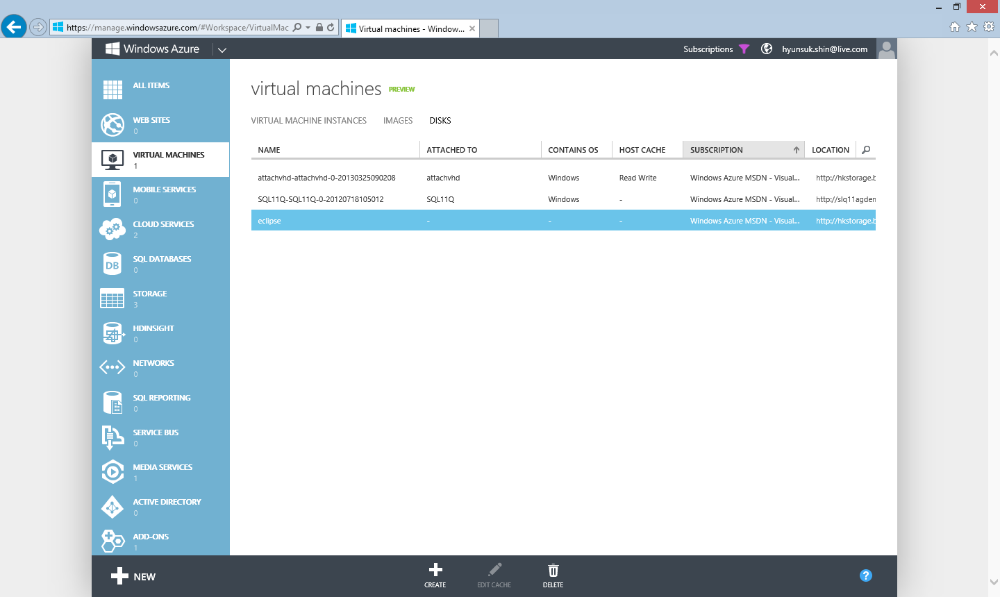 https://manage.windowsazure.com/#Workspace/VirtualMac
Virtual machines - Window...
Windows Azure
Subscriptions
hyunsuk.shin@live.com
ALL ITEMS
WEB SITES
0
VIRTUAL MACHINES
1
MOBILE SERVICES
0
CLOUD SERVICES
2
SQL DATABASES
0
DB
STORAGE
3
HDINSIGHT
0
NETWORKS
0
SQL REPORTING
0
SERVICE BUS
0
MEDIA SERVICES
1
ACTIVE DIRECTORY
0
ADD-ONS
1
virtual machines PREVIEW
VIRTUAL MACHINE INSTANCES IMAGES DISKS
NAME ATTACHED TO CONTAINS OS HOST CACHE SUBSCRIPTION LOCATION
attachvhd-attachvhd-0-20130325090208 attachvhd Windows Read Write Windows Azure MSDN - Visual... http://hkstorage.b
SQL11Q-SQL11Q-0-20120718105012 SQL11Q Windows - Windows Azure MSDN - Visual... http://slq11agden
eclipse - - - Windows Azure MSDN - Visual... http://hkstorage.b
NEW
CREATE
EDIT CACHE
DELETE
?